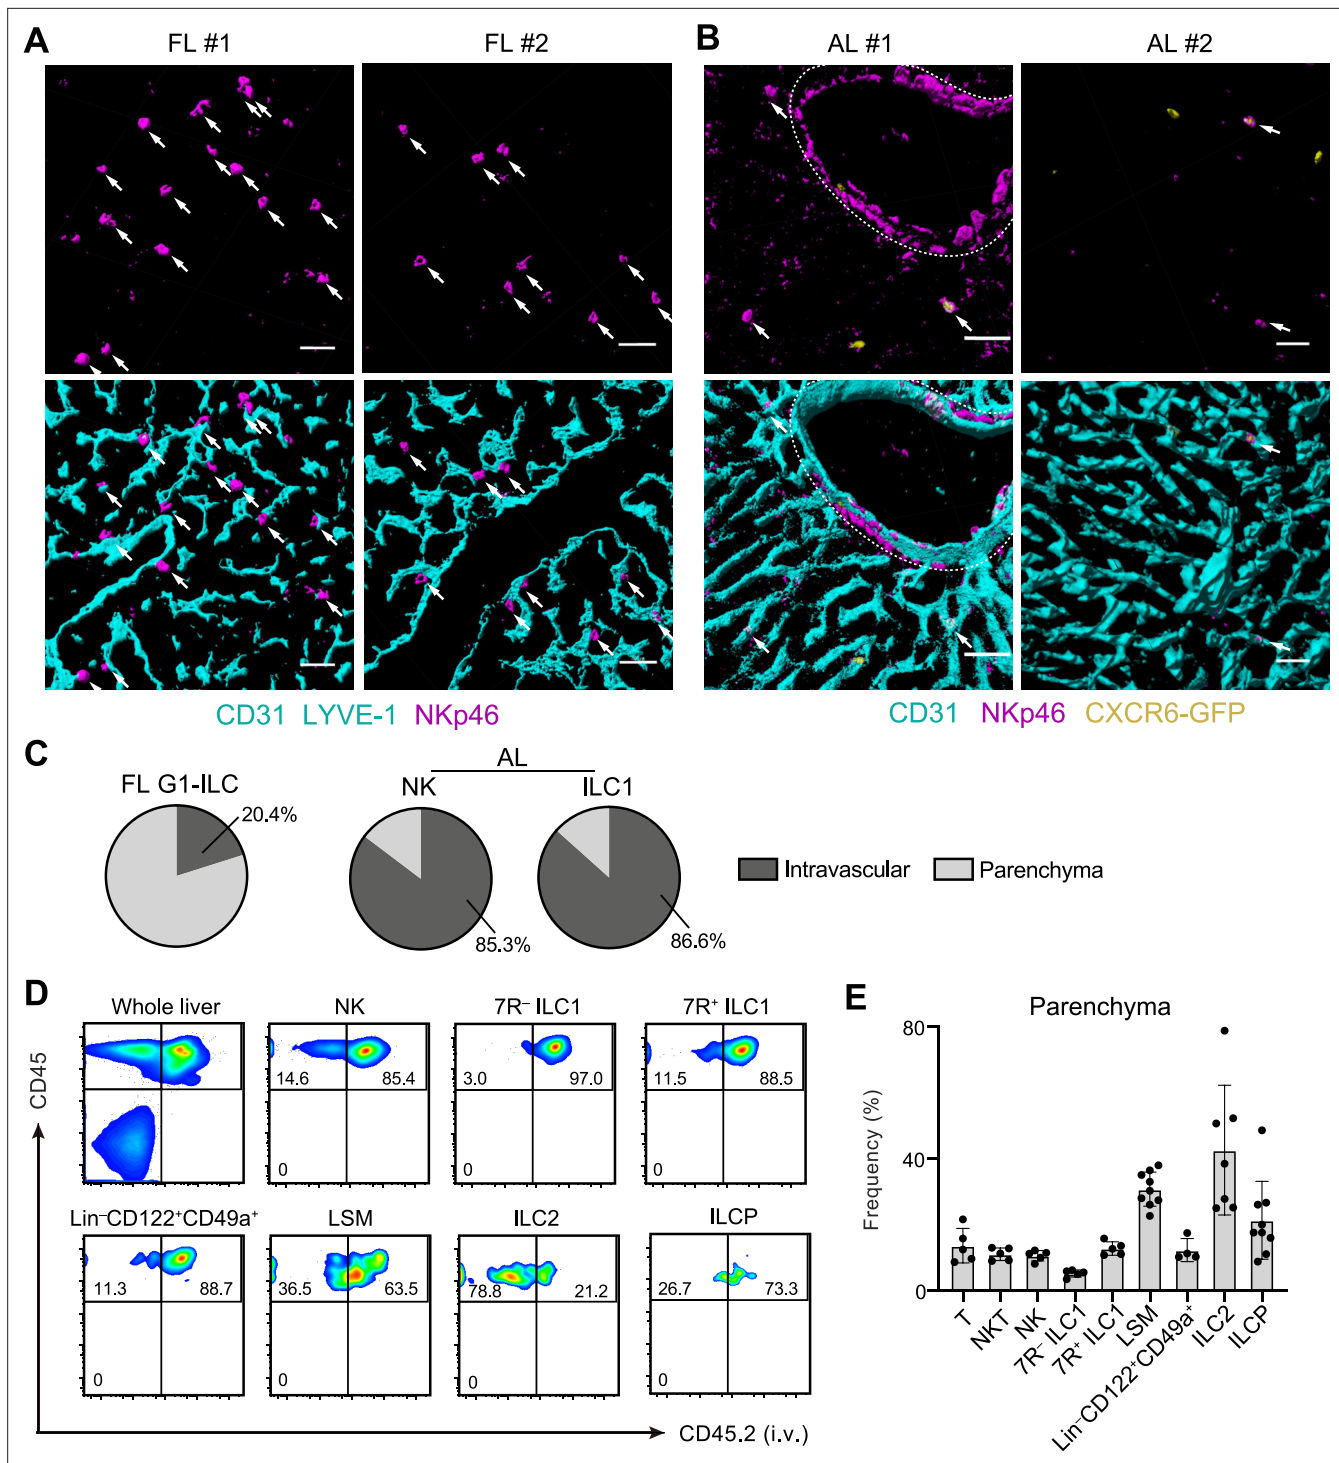 A
FL #1
FL #2
B
AL #1
AL #2
CD31 LYVE-1 NKp46
CD31 NKp46 CXCR6-GFP
C
AL
FL G1-ILC
NK
ILC1
20.4%
85.3%
86.6%
Intravascular
Parenchyma
D
Whole liver
NK
7R⁻ ILC1
7R⁺ ILC1
14.6
85.4
3.0
97.0
11.5
88.5
0
0
0
Lin⁻CD122⁺CD49a⁺
LSM
ILC2
ILCP
11.3
88.7
36.5
63.5
78.8
21.2
26.7
73.3
0
0
0
0
CD45
CD45.2 (i.v.)
E
Parenchyma
Frequency (%)
80
40
0
T
NKT
NK
7R⁻ ILC1
7R⁺ ILC1
LSM
Lin⁻CD122⁺CD49a⁺
ILC2
ILCP